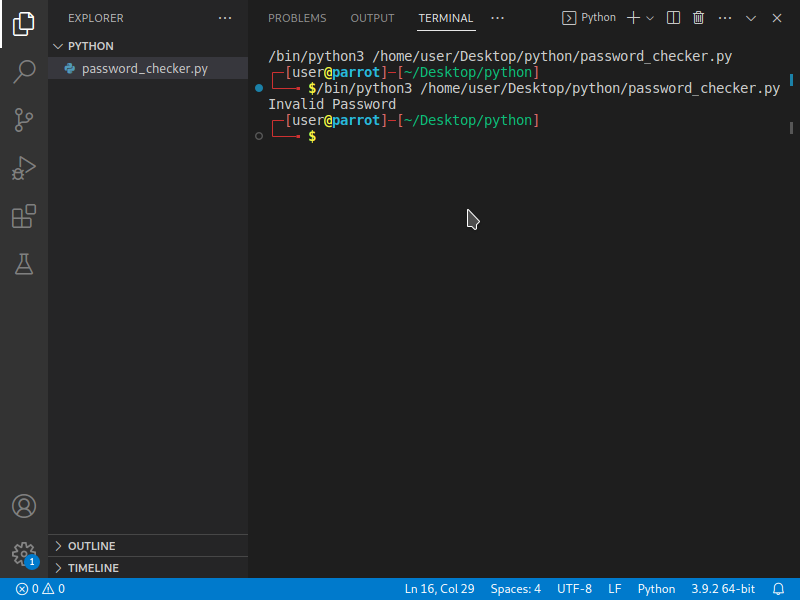 EXPLORER
PROBLEMS OUTPUT TERMINAL
Python
PYTHON
password_checker.py
/bin/python3 /home/user/Desktop/python/password_checker.py
┌─[user@parrot]─[~/Desktop/python]
└──╼ $/bin/python3 /home/user/Desktop/python/password_checker.py
Invalid Password
┌─[user@parrot]─[~/Desktop/python]
└──╼ $
OUTLINE
TIMELINE
1
0 0 Ln 16, Col 29 Spaces: 4 UTF-8 LF Python 3.9.2 64-bit